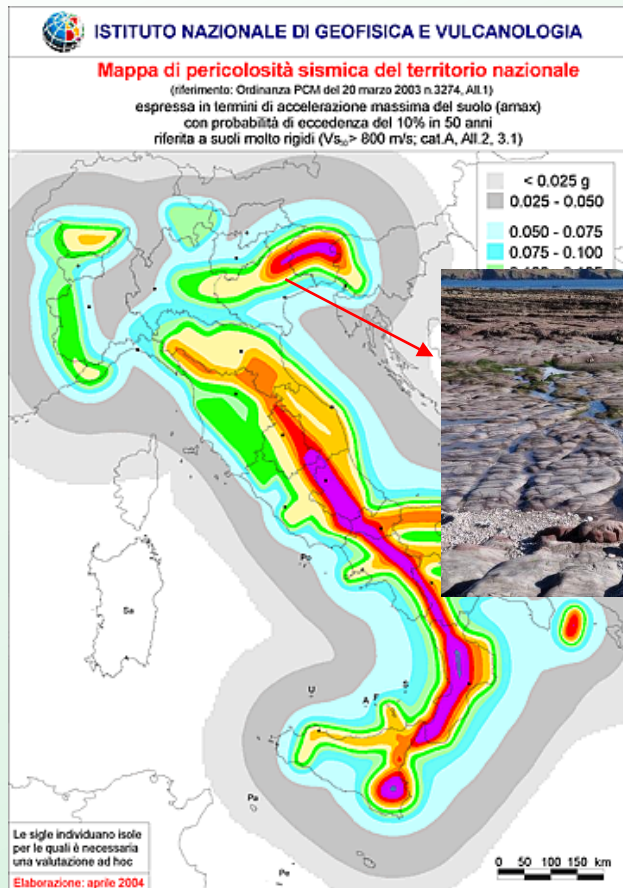 ISTITUTO NAZIONALE DI GEOFISICA E VULCANOLOGIA
Mappa di pericolosità sismica del territorio nazionale
(riferimento: Ordinanza PCM del 20 marzo 2003 n.3274, All.1)
espressa in termini di accelerazione massima del suolo (amax)
con probabilità di eccedenza del 10% in 50 anni
riferita a suoli molto rigidi (Vs₃₀> 800 m/s; cat.A, All.2, 3.1)
< 0.025 g
0.025 - 0.050
0.050 - 0.075
0.075 - 0.100
Po
Sa
U
A F S
Pa
Pe
Le sigle individuano isole
per le quali è necessaria
una valutazione ad hoc
Elaborazione: aprile 2004
0 50 100 150 km